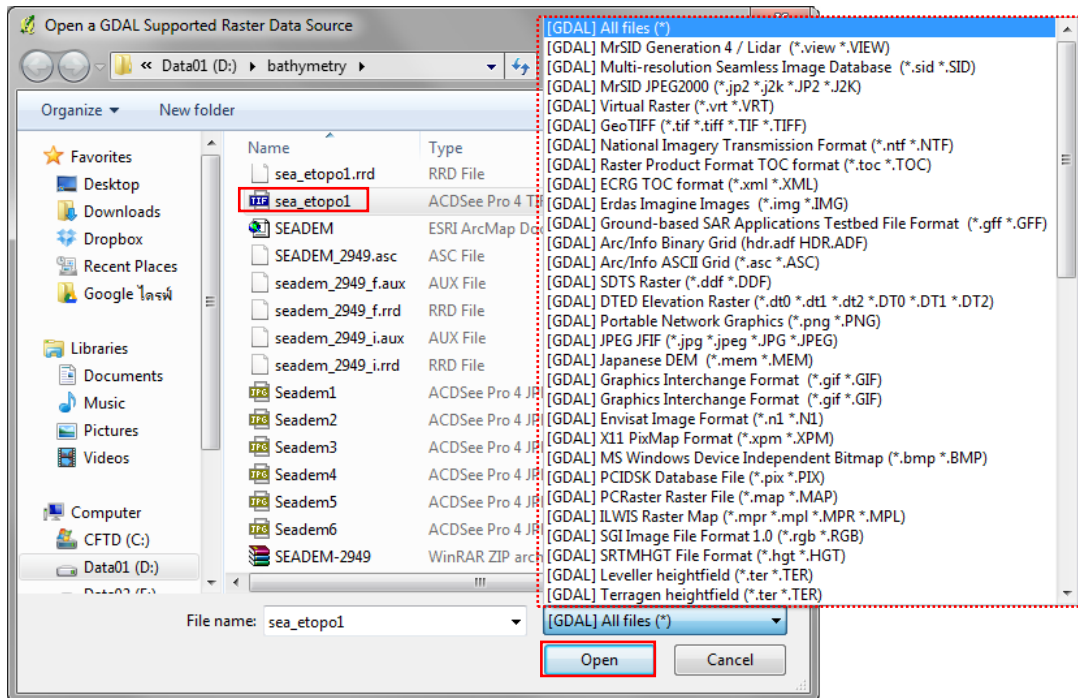 Open a GDAL Supported Raster Data Source
« Data01 (D:) ▸ bathymetry ▸
Organize ▾ New folder
Favorites
Desktop
Downloads
Dropbox
Recent Places
Google ไดรฟ์
Libraries
Documents
Music
Pictures
Videos
Computer
CFTD (C:)
Data01 (D:)
Name Type
sea_etopo1.rrd RRD File
sea_etopo1 ACDSee Pro 4 TIF
SEADEM ESRI ArcMap Doc
SEADEM_2949.asc ASC File
seadem_2949_f.aux AUX File
seadem_2949_f.rrd RRD File
seadem_2949_i.aux AUX File
seadem_2949_i.rrd RRD File
Seadem1 ACDSee Pro 4 JP
Seadem2 ACDSee Pro 4 JP
Seadem3 ACDSee Pro 4 JP
Seadem4 ACDSee Pro 4 JP
Seadem5 ACDSee Pro 4 JP
Seadem6 ACDSee Pro 4 JP
SEADEM-2949 WinRAR ZIP arch
[GDAL] All files (*)
[GDAL] MrSID Generation 4 / Lidar (*.view *.VIEW)
[GDAL] Multi-resolution Seamless Image Database (*.sid *.SID)
[GDAL] MrSID JPEG2000 (*.jp2 *.j2k *.JP2 *.J2K)
[GDAL] Virtual Raster (*.vrt *.VRT)
[GDAL] GeoTIFF (*.tif *.tiff *.TIF *.TIFF)
[GDAL] National Imagery Transmission Format (*.ntf *.NTF)
[GDAL] Raster Product Format TOC format (*.toc *.TOC)
[GDAL] ECRG TOC format (*.xml *.XML)
[GDAL] Erdas Imagine Images (*.img *.IMG)
[GDAL] Ground-based SAR Applications Testbed File Format (*.gff *.GFF)
[GDAL] Arc/Info Binary Grid (hdr.adf HDR.ADF)
[GDAL] Arc/Info ASCII Grid (*.asc *.ASC)
[GDAL] SDTS Raster (*.ddf *.DDF)
[GDAL] DTED Elevation Raster (*.dt0 *.dt1 *.dt2 *.DT0 *.DT1 *.DT2)
[GDAL] Portable Network Graphics (*.png *.PNG)
[GDAL] JPEG JFIF (*.jpg *.jpeg *.JPG *.JPEG)
[GDAL] Japanese DEM (*.mem *.MEM)
[GDAL] Graphics Interchange Format (*.gif *.GIF)
[GDAL] Graphics Interchange Format (*.gif *.GIF)
[GDAL] Envisat Image Format (*.n1 *.N1)
[GDAL] X11 PixMap Format (*.xpm *.XPM)
[GDAL] MS Windows Device Independent Bitmap (*.bmp *.BMP)
[GDAL] PCIDSK Database File (*.pix *.PIX)
[GDAL] PCRaster Raster File (*.map *.MAP)
[GDAL] ILWIS Raster Map (*.mpr *.mpl *.MPR *.MPL)
[GDAL] SGI Image File Format 1.0 (*.rgb *.RGB)
[GDAL] SRTMHGT File Format (*.hgt *.HGT)
[GDAL] Leveller heightfield (*.ter *.TER)
[GDAL] Terragen heightfield (*.ter *.TER)
File name: sea_etopo1 [GDAL] All files (*)
Open Cancel